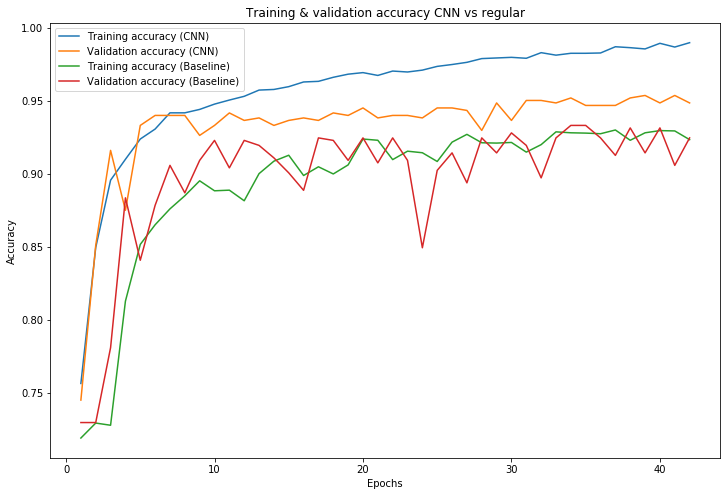 Training & validation accuracy CNN vs regular
Training accuracy (CNN)
Validation accuracy (CNN)
Training accuracy (Baseline)
Validation accuracy (Baseline)
1.00
0.95
0.90
0.85
0.80
0.75
Accuracy
0 10 20 30 40
Epochs